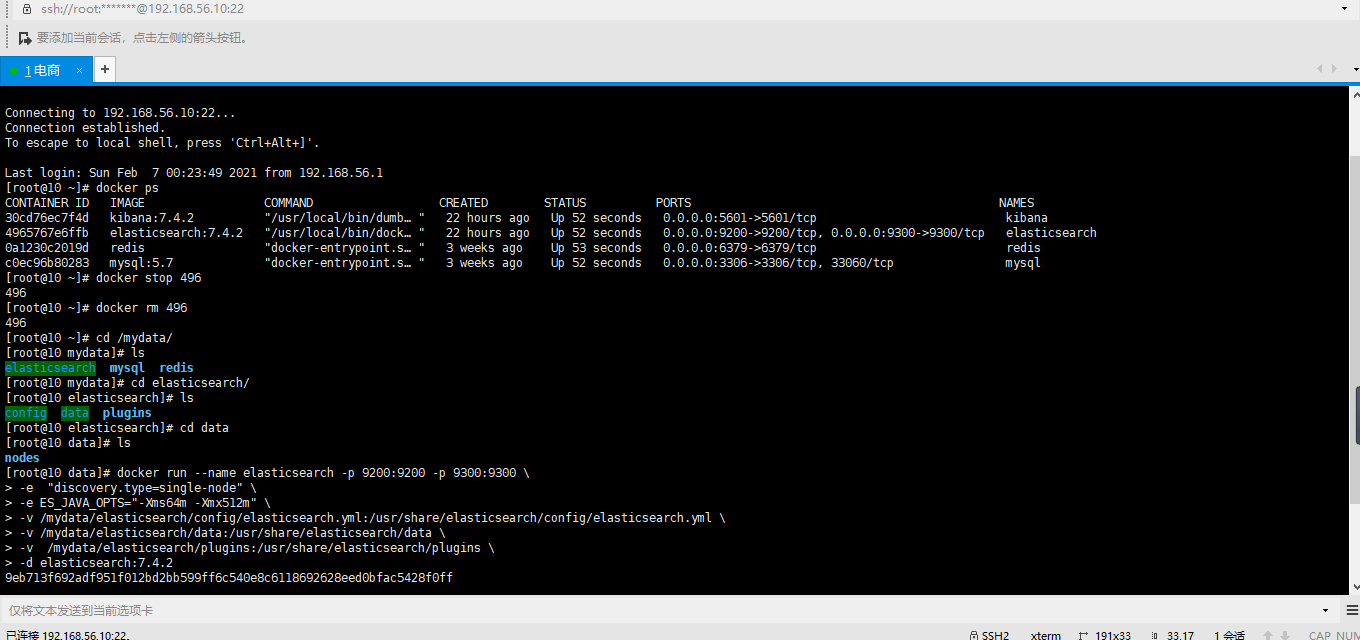 ssh://root:*******@192.168.56.10:22
要添加当前会话，点击左侧的箭头按钮。
1 电商 × +
Connecting to 192.168.56.10:22...
Connection established.
To escape to local shell, press 'Ctrl+Alt+]'.
Last login: Sun Feb  7 00:23:49 2021 from 192.168.56.1
[root@10 ~]# docker ps
CONTAINER ID   IMAGE                 COMMAND                  CREATED        STATUS          PORTS                                            NAMES
30cd76ec7f4d   kibana:7.4.2          "/usr/local/bin/dumb… "   22 hours ago   Up 52 seconds   0.0.0.0:5601->5601/tcp                           kibana
4965767e6ffb   elasticsearch:7.4.2   "/usr/local/bin/dock… "   22 hours ago   Up 52 seconds   0.0.0.0:9200->9200/tcp, 0.0.0.0:9300->9300/tcp   elasticsearch
0a1230c2019d   redis                 "docker-entrypoint.s… "   3 weeks ago    Up 53 seconds   0.0.0.0:6379->6379/tcp                           redis
c0ec96b80283   mysql:5.7             "docker-entrypoint.s… "   3 weeks ago    Up 52 seconds   0.0.0.0:3306->3306/tcp, 33060/tcp                mysql
[root@10 ~]# docker stop 496
496
[root@10 ~]# docker rm 496
496
[root@10 ~]# cd /mydata/
[root@10 mydata]# ls
elasticsearch  mysql  redis
[root@10 mydata]# cd elasticsearch/
[root@10 elasticsearch]# ls
config  data  plugins
[root@10 elasticsearch]# cd data
[root@10 data]# ls
nodes
[root@10 data]# docker run --name elasticsearch -p 9200:9200 -p 9300:9300 \
> -e  "discovery.type=single-node" \
> -e ES_JAVA_OPTS="-Xms64m -Xmx512m" \
> -v /mydata/elasticsearch/config/elasticsearch.yml:/usr/share/elasticsearch/config/elasticsearch.yml \
> -v /mydata/elasticsearch/data:/usr/share/elasticsearch/data \
> -v  /mydata/elasticsearch/plugins:/usr/share/elasticsearch/plugins \
> -d elasticsearch:7.4.2
9eb713f692adf951f012bd2bb599ff6c540e8c6118692628eed0bfac5428f0ff
仅将文本发送到当前选项卡
已连接 192.168.56.10:22。 SSH2 xterm 191x33 33,17 1 会话 CAP NUM